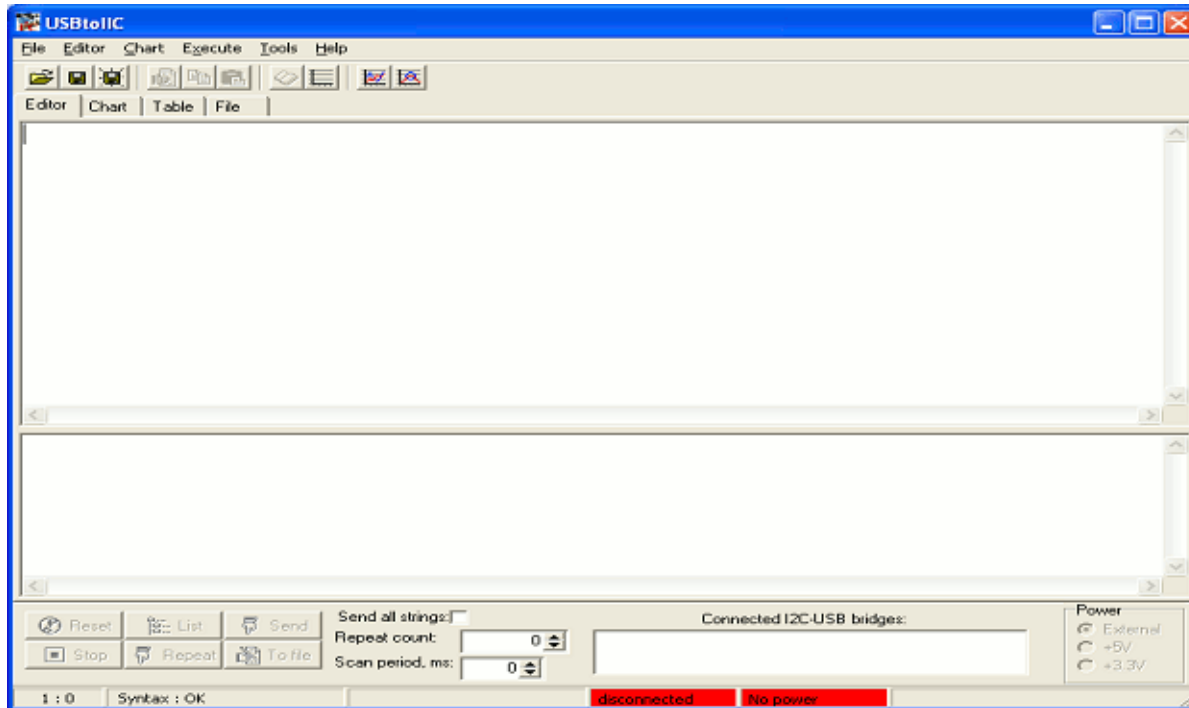 USBtoIIC
File Editor Chart Execute Tools Help
Editor Chart Table File
Reset List Send Send all strings: Connected I2C-USB bridges: Power
Stop Repeat To file Repeat count: 0 External
Scan period, ms: 0 +5V
+3.3V
1 : 0 Syntax : OK disconnected No power